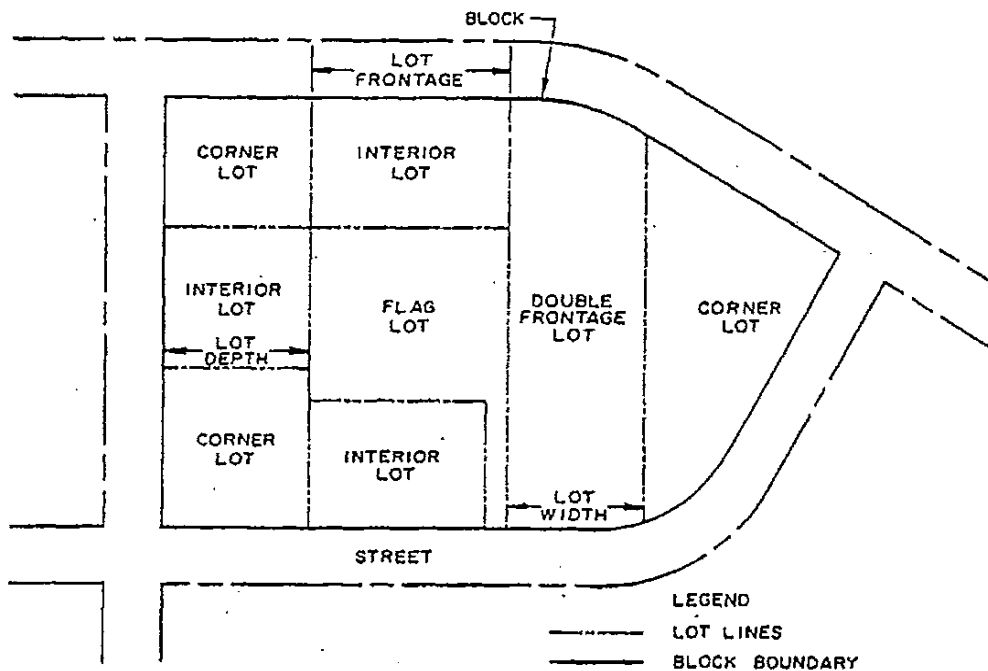 BLOCK
LOT
FRONTAGE
CORNER
LOT
INTERIOR
LOT
INTERIOR
LOT
FLAG
LOT
DOUBLE
FRONTAGE
LOT
CORNER
LOT
LOT
DEPTH
CORNER
LOT
INTERIOR
LOT
LOT
WIDTH
STREET
LEGEND
LOT LINES
BLOCK BOUNDARY